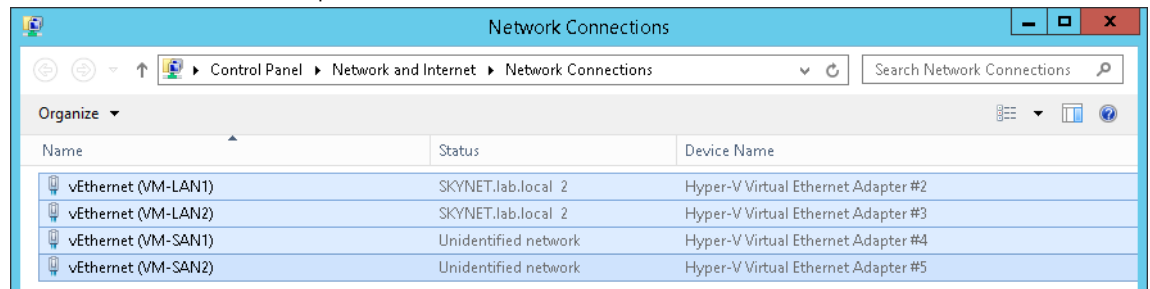 Network Connections
Control Panel Network and Internet Network Connections Search Network Connections
Organize
Name Status Device Name
vEthernet (VM-LAN1) SKYNET.lab.local 2 Hyper-V Virtual Ethernet Adapter #2
vEthernet (VM-LAN2) SKYNET.lab.local 2 Hyper-V Virtual Ethernet Adapter #3
vEthernet (VM-SAN1) Unidentified network Hyper-V Virtual Ethernet Adapter #4
vEthernet (VM-SAN2) Unidentified network Hyper-V Virtual Ethernet Adapter #5